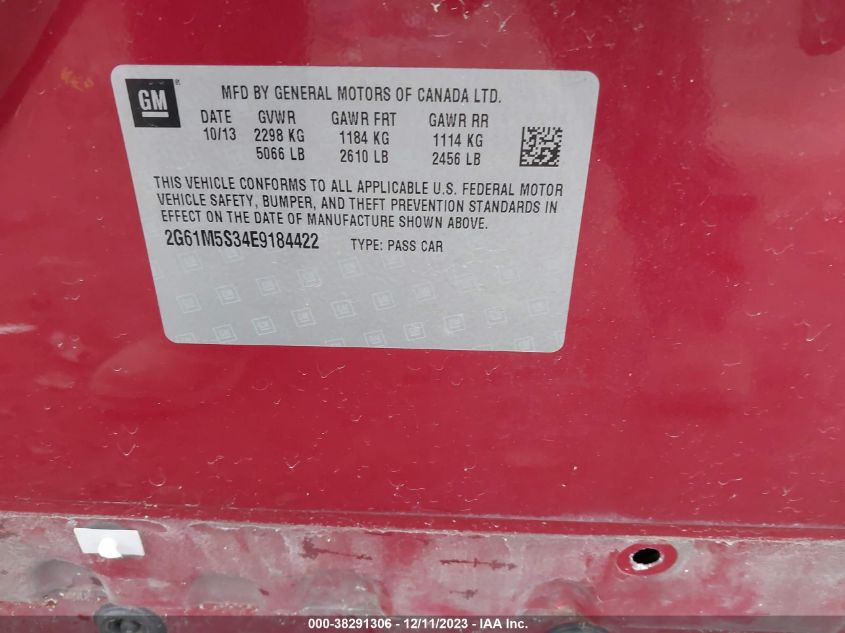 GM
MFD BY GENERAL MOTORS OF CANADA LTD.
DATE GVWR GAWR FRT GAWR RR
10/13 2298 KG 1184 KG 1114 KG
5066 LB 2610 LB 2456 LB
THIS VEHICLE CONFORMS TO ALL APPLICABLE U.S. FEDERAL MOTOR
VEHICLE SAFETY, BUMPER, AND THEFT PREVENTION STANDARDS IN
EFFECT ON THE DATE OF MANUFACTURE SHOWN ABOVE.
2G61M5S34E9184422 TYPE: PASS CAR
000-38291306 - 12/11/2023 - IAA Inc.